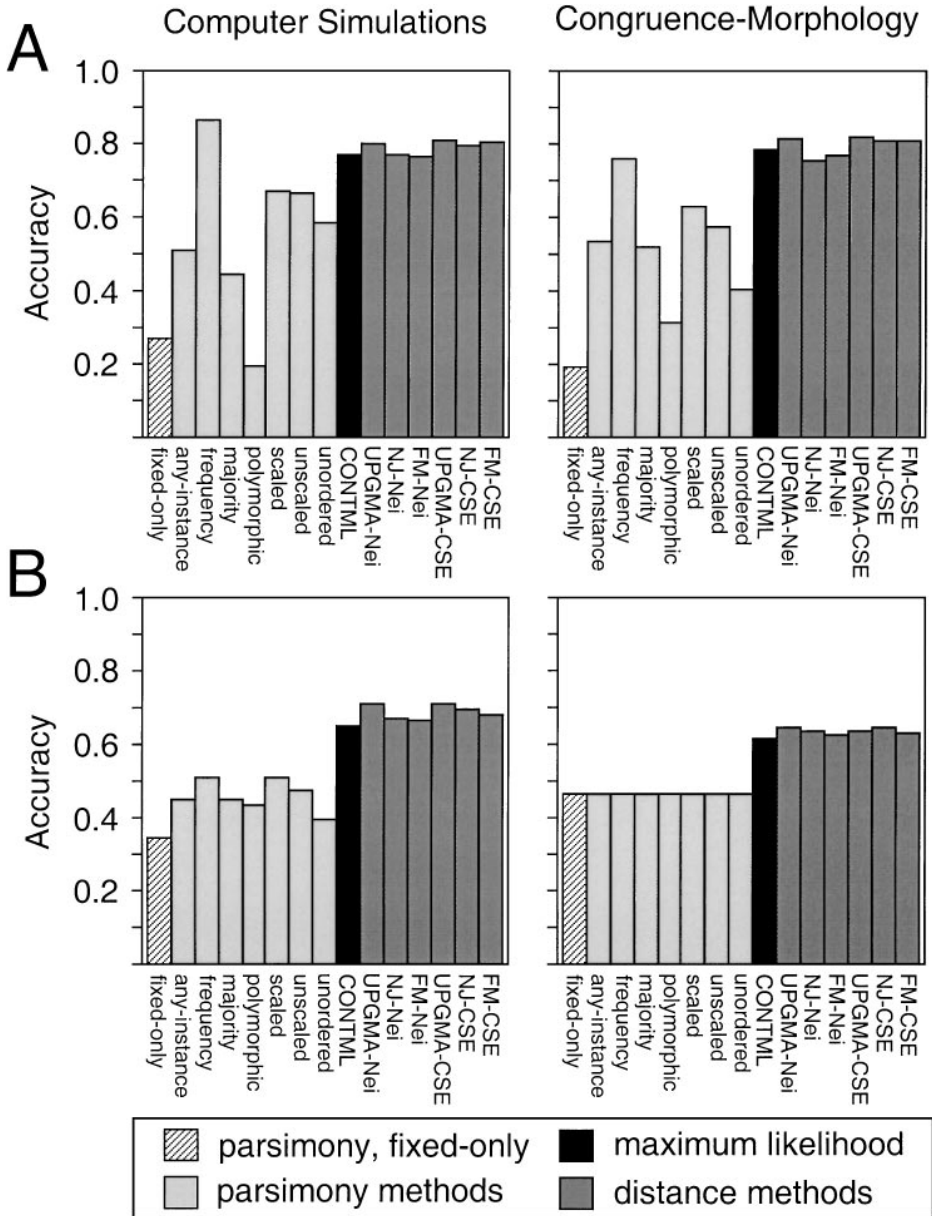 Computer Simulations
Congruence-Morphology
A
Accuracy
1.0
0.8
0.6
0.4
0.2
fixed-only
any-instance
frequency
majority
polymorphic
scaled
unscaled
unordered
CONTML
UPGMA-Nei
NJ-Nei
FM-Nei
UPGMA-CSE
NJ-CSE
FM-CSE
fixed-only
any-instance
frequency
majority
polymorphic
scaled
unscaled
unordered
CONTML
UPGMA-Nei
NJ-Nei
FM-Nei
UPGMA-CSE
NJ-CSE
FM-CSE
B
Accuracy
1.0
0.8
0.6
0.4
0.2
fixed-only
any-instance
frequency
majority
polymorphic
scaled
unscaled
unordered
CONTML
UPGMA-Nei
NJ-Nei
FM-Nei
UPGMA-CSE
NJ-CSE
FM-CSE
fixed-only
any-instance
frequency
majority
polymorphic
scaled
unscaled
unordered
CONTML
UPGMA-Nei
NJ-Nei
FM-Nei
UPGMA-CSE
NJ-CSE
FM-CSE
parsimony, fixed-only
maximum likelihood
parsimony methods
distance methods